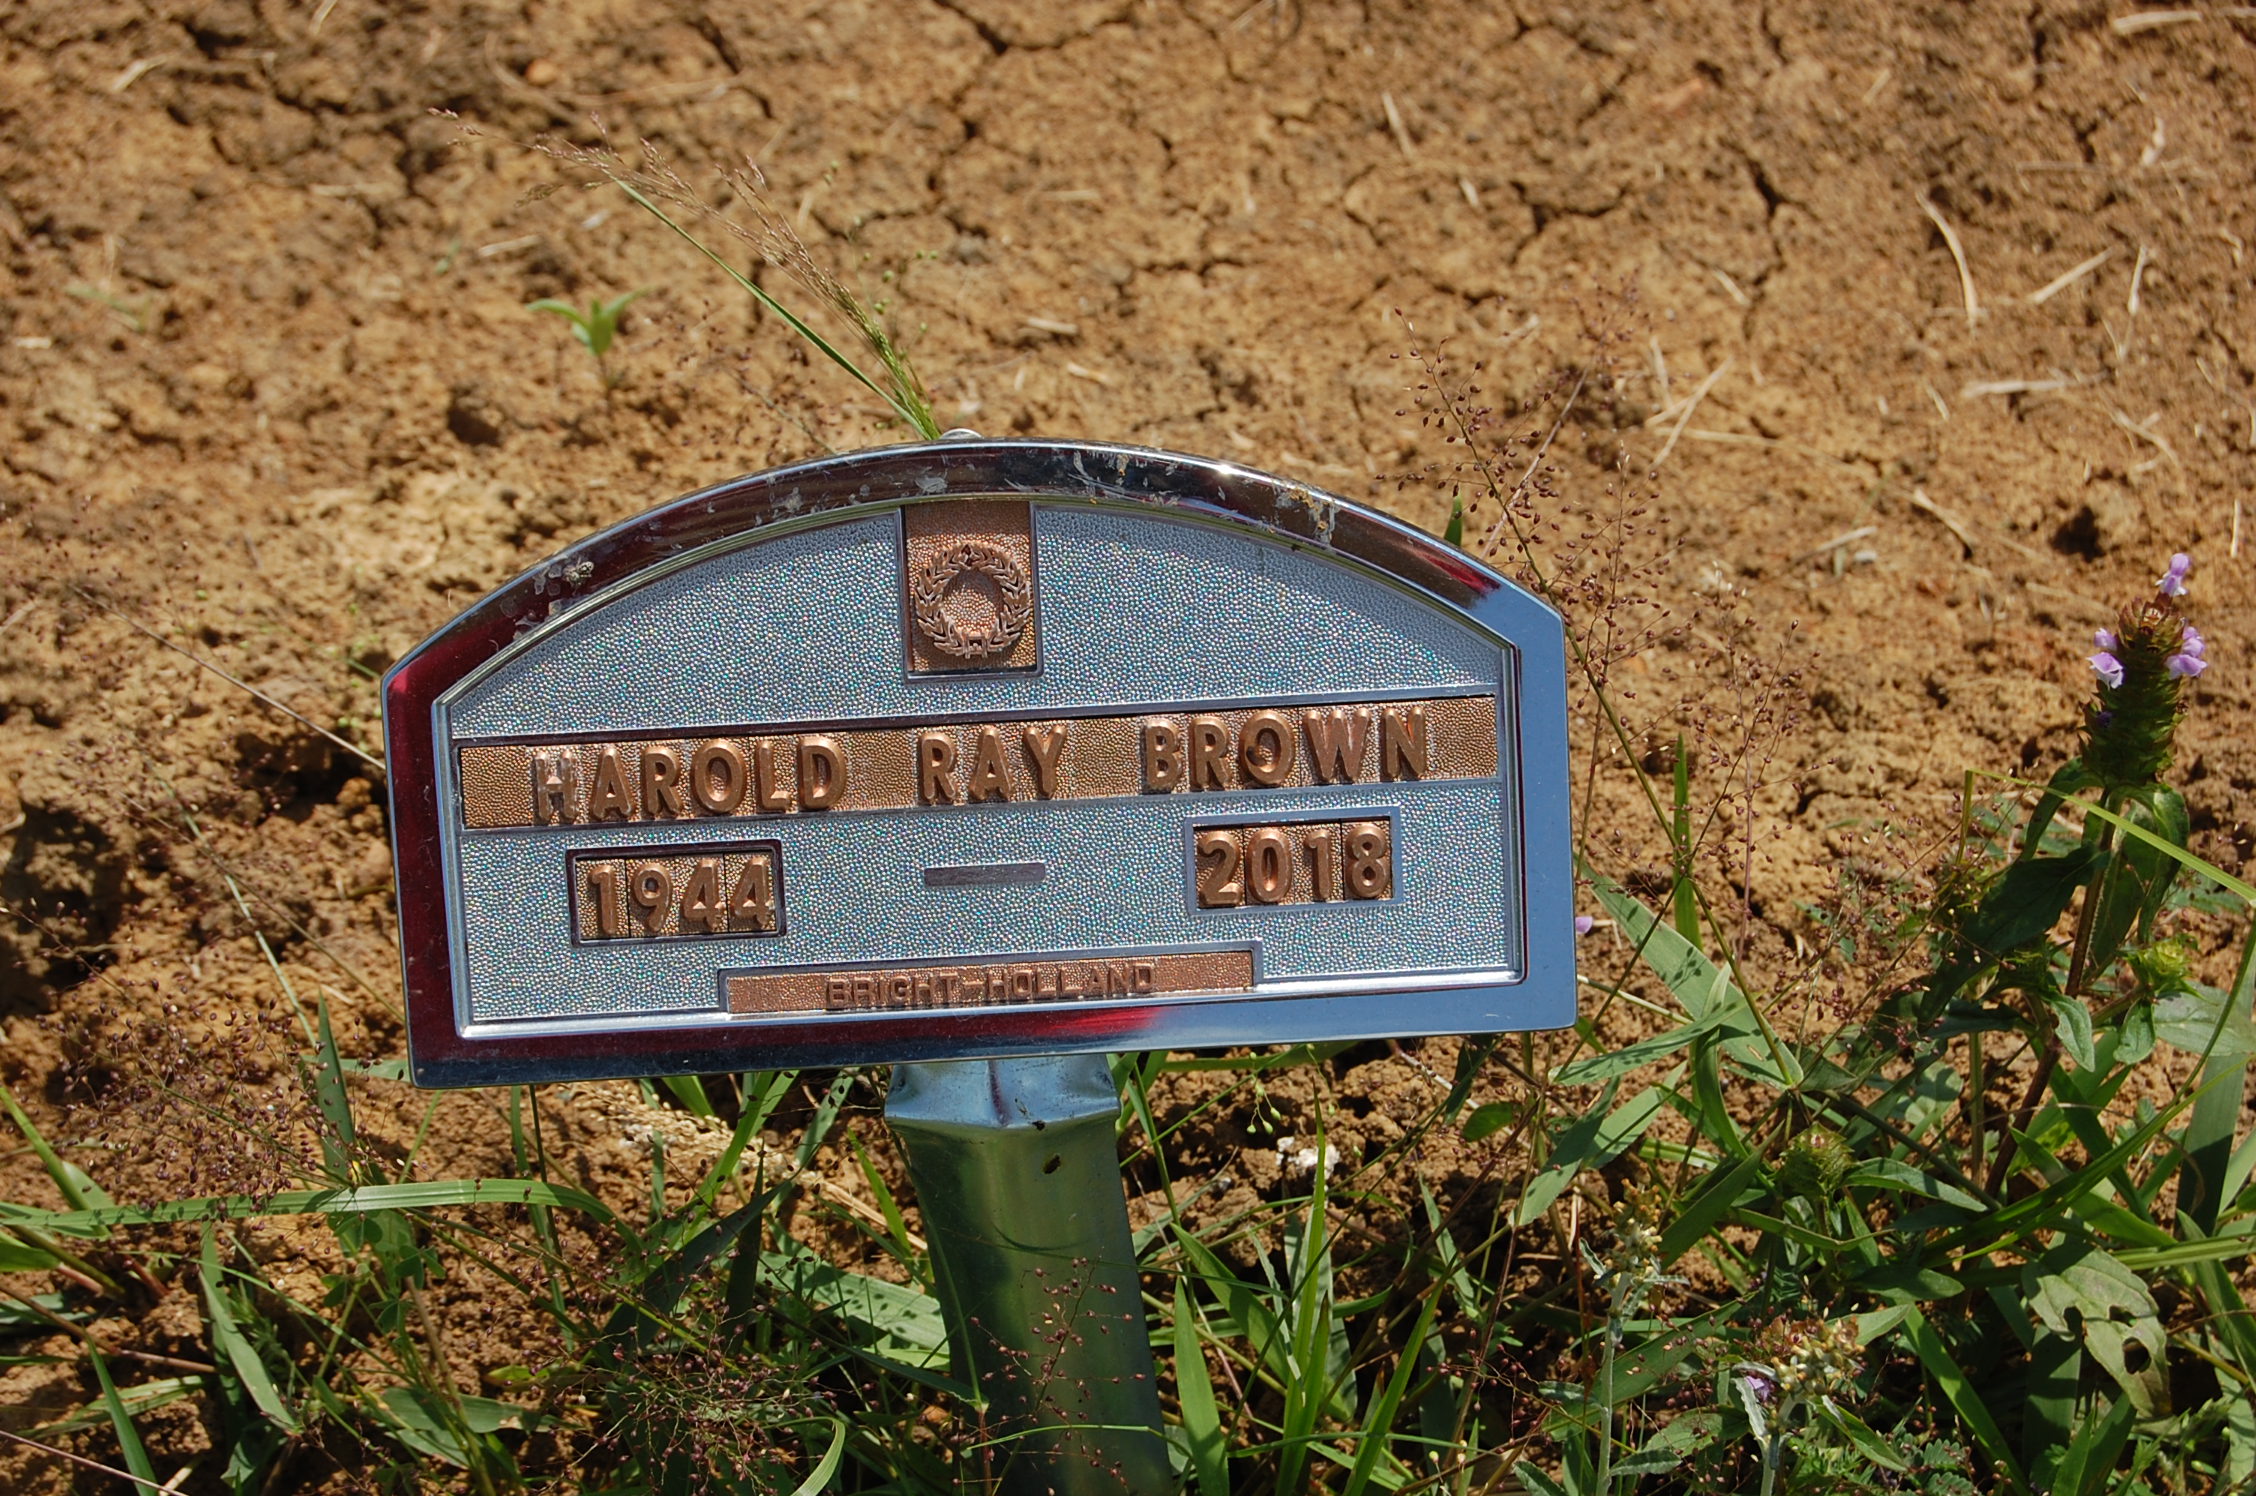 HAROLD RAY BROWN
1944 — 2018
BRIGHT-HOLLAND